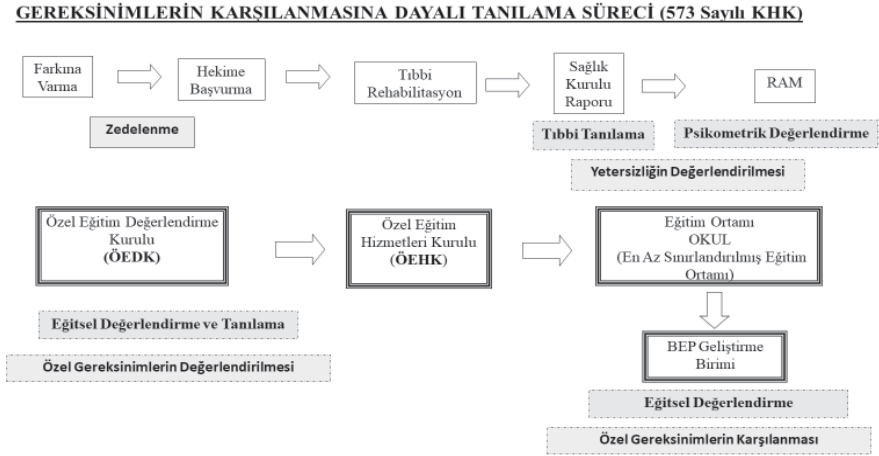 GEREKSİNİMLERİN KARŞILANMASINA DAYALI TANILAMA SÜRECİ (573 Sayılı KHK)
Farkına
Varma
Hekime
Başvurma
Tıbbi
Rehabilitasyon
Sağlık
Kurulu
Raporu
RAM
Zedelenme
Tıbbi Tanılama
Psikometrik Değerlendirme
Yetersizliğin Değerlendirilmesi
Özel Eğitim Değerlendirme
Kurulu
(ÖEDK)
Özel Eğitim
Hizmetleri Kurulu
(ÖEHK)
Eğitim Ortamı
OKUL
(En Az Sınırlandırılmış Eğitim
Ortamı)
Eğitsel Değerlendirme ve Tanılama
Özel Gereksinimlerin Değerlendirilmesi
BEP Geliştirme
Birimi
Eğitsel Değerlendirme
Özel Gereksinimlerin Karşılanması